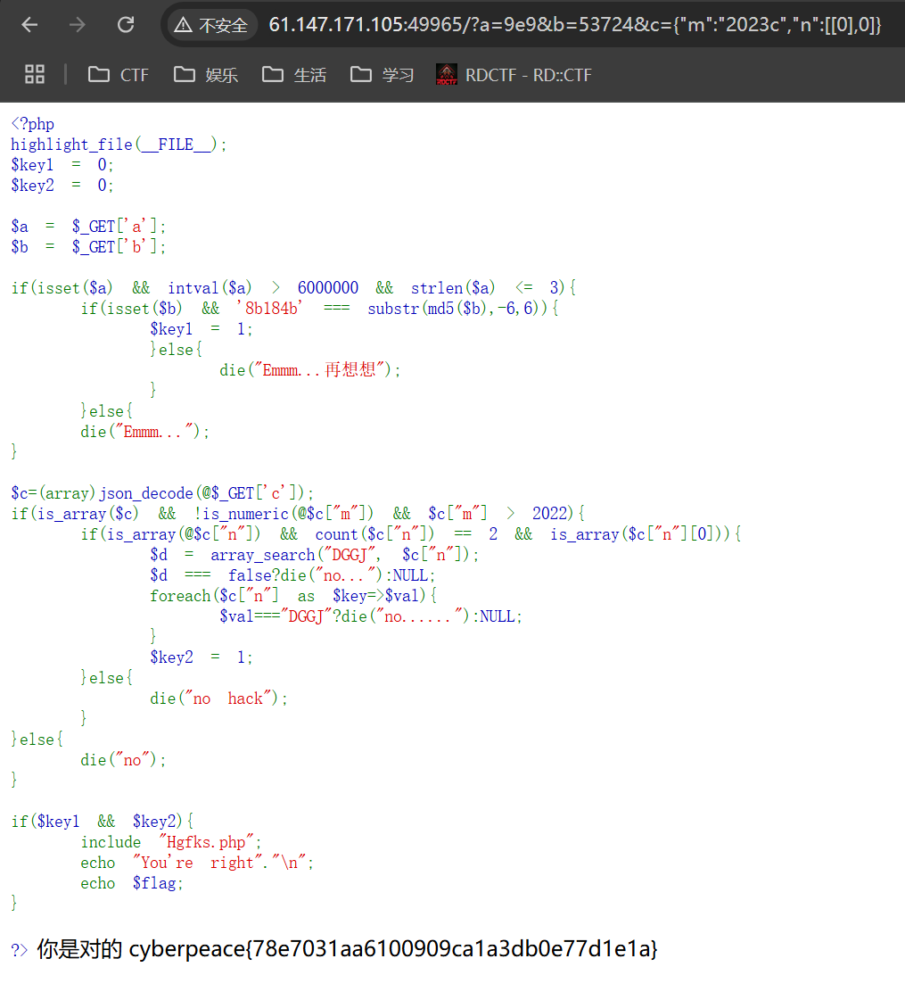 不安全 61.147.171.105:49965/?a=9e9&b=53724&c={"m":"2023c","n":[[0],0]}
CTF 娱乐 生活 学习 RDCTF - RD::CTF
<?php
highlight_file(__FILE__);
$key1 = 0;
$key2 = 0;
$a = $_GET['a'];
$b = $_GET['b'];
if(isset($a) && intval($a) > 6000000 && strlen($a) <= 3){
if(isset($b) && '8b184b' === substr(md5($b),-6,6)){
$key1 = 1;
}else{
die("Emmm...再想想");
}
}else{
die("Emmm...");
}
$c=(array)json_decode(@$_GET['c']);
if(is_array($c) && !is_numeric(@$c["m"]) && $c["m"] > 2022){
if(is_array(@$c["n"]) && count($c["n"]) == 2 && is_array($c["n"][0])){
$d = array_search("DGGJ", $c["n"]);
$d === false?die("no..."):NULL;
foreach($c["n"] as $key=>$val){
$val==="DGGJ"?die("no......"):NULL;
}
$key2 = 1;
}else{
die("no hack");
}
}else{
die("no");
}
if($key1 && $key2){
include "Hgfks.php";
echo "You're right"."\n";
echo $flag;
}
?> 你是对的 cyberpeace{78e7031aa6100909ca1a3db0e77d1e1a}